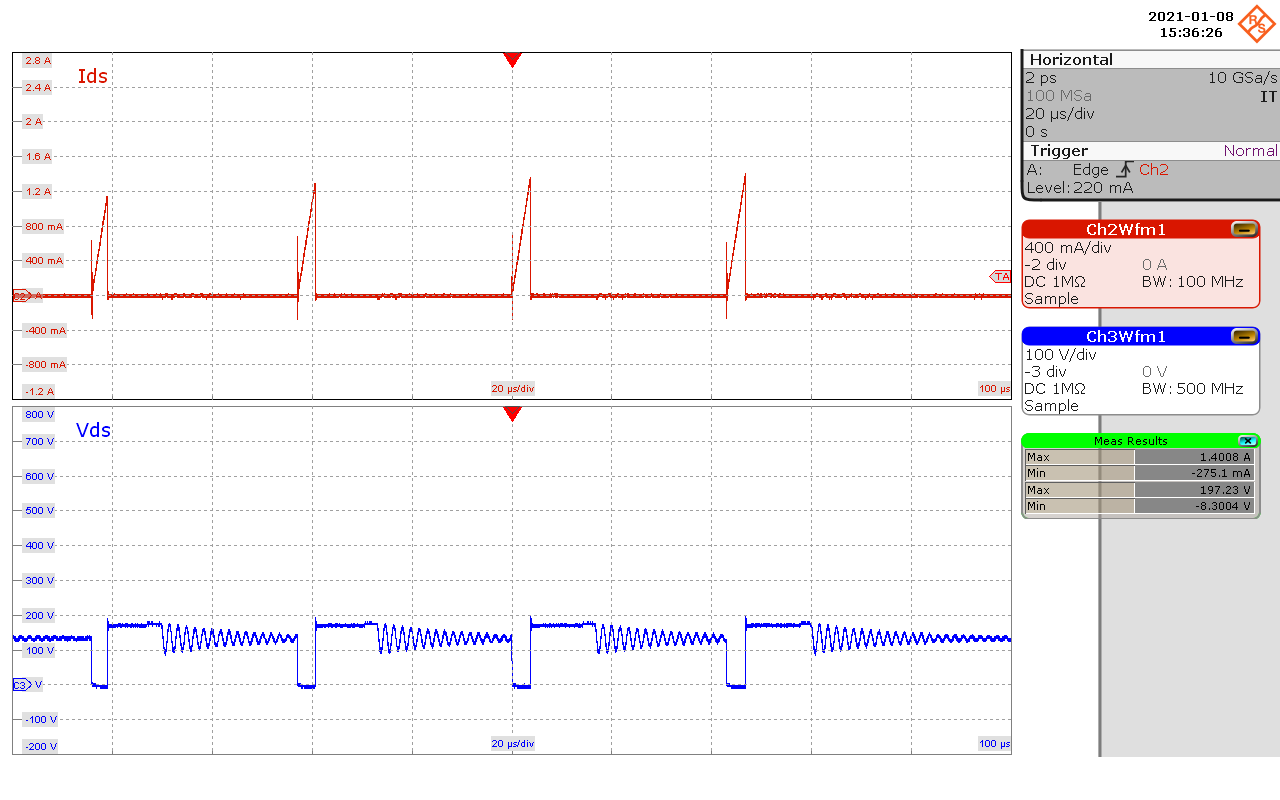 2021-01-08
15:36:26
R&S
2.8 A
Ids
2.4 A
2 A
1.6 A
1.2 A
800 mA
400 mA
C2 A
TA
-400 mA
-800 mA
-1.2 A
20 µs/div
100 µs
800 V
Vds
700 V
600 V
500 V
400 V
300 V
200 V
100 V
C3 V
-100 V
-200 V
20 µs/div
100 µs
Horizontal
2 ps 10 GSa/s
100 MSa IT
20 µs/div
0 s
Trigger Normal
A: Edge Ch2
Level: 220 mA
Ch2Wfm1
400 mA/div
-2 div 0 A
DC 1MΩ BW: 100 MHz
Sample
Ch3Wfm1
100 V/div
-3 div 0 V
DC 1MΩ BW: 500 MHz
Sample
Meas Results
Max 1.4008 A
Min -275.1 mA
Max 197.23 V
Min -8.3004 V